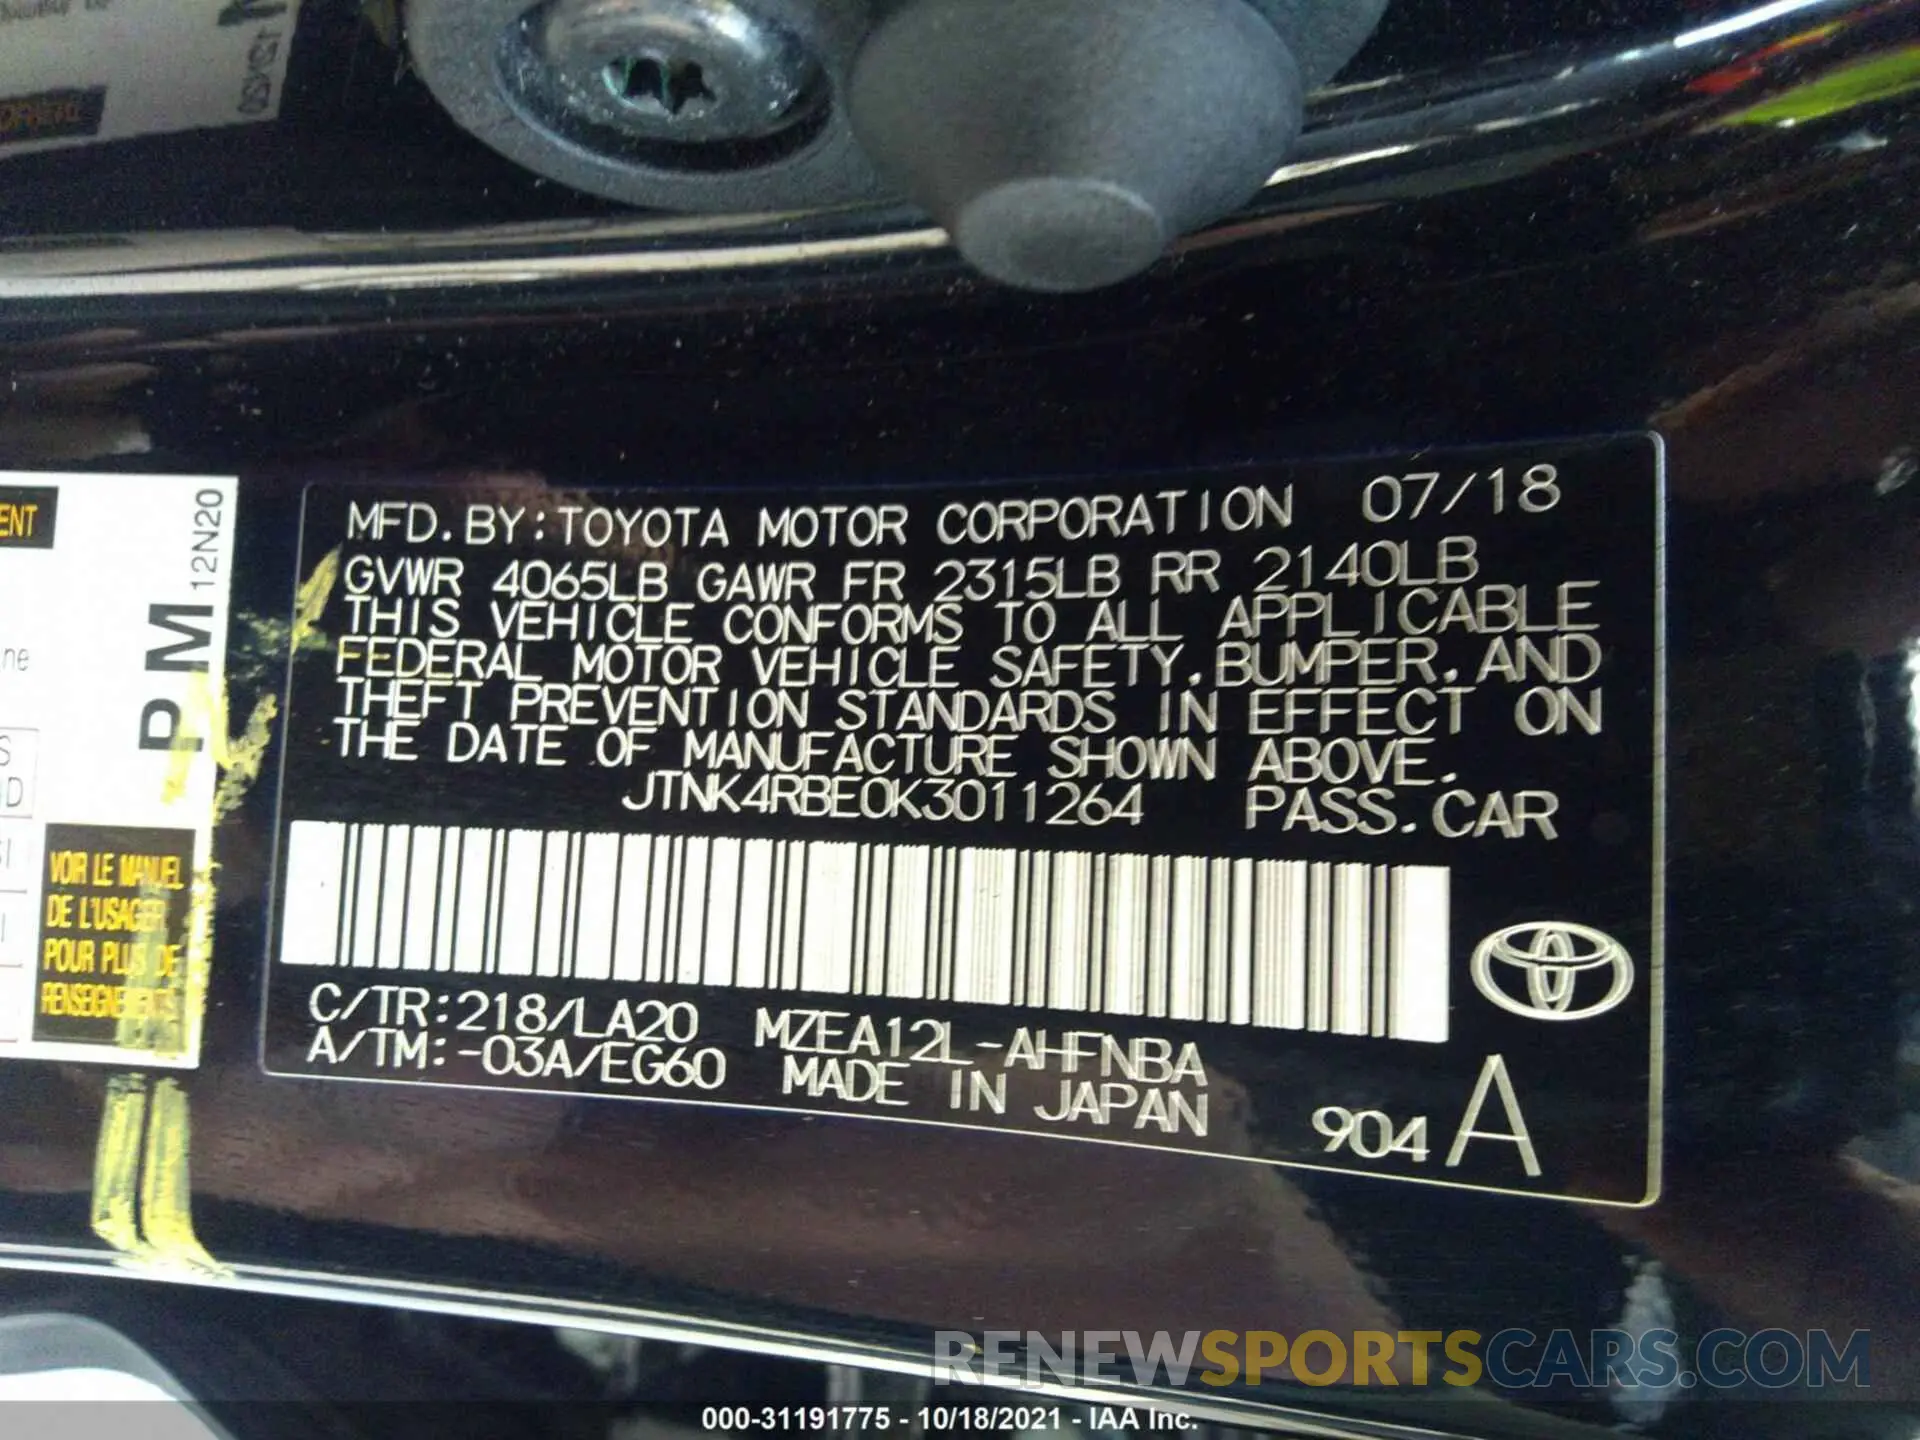 12N20
PM
MFD.BY:TOYOTA MOTOR CORPORATION 07/18
GVWR 4065LB GAWR FR 2315LB RR 2140LB
THIS VEHICLE CONFORMS TO ALL APPLICABLE
FEDERAL MOTOR VEHICLE SAFETY,BUMPER,AND
THEFT PREVENTION STANDARDS IN EFFECT ON
THE DATE OF MANUFACTURE SHOWN ABOVE.
JTNK4RBE0K3011264 PASS.CAR
VOIR LE MANUEL
DE L'USAGER
POUR PLUS DE
RENSEIGNEMENTS
C/TR:218/LA20 MZEA12L-AHFNBA
A/TM:-03A/EG60 MADE IN JAPAN
904 A
RENEWSPORTSCARS.COM
000-31191775 - 10/18/2021 - IAA Inc.